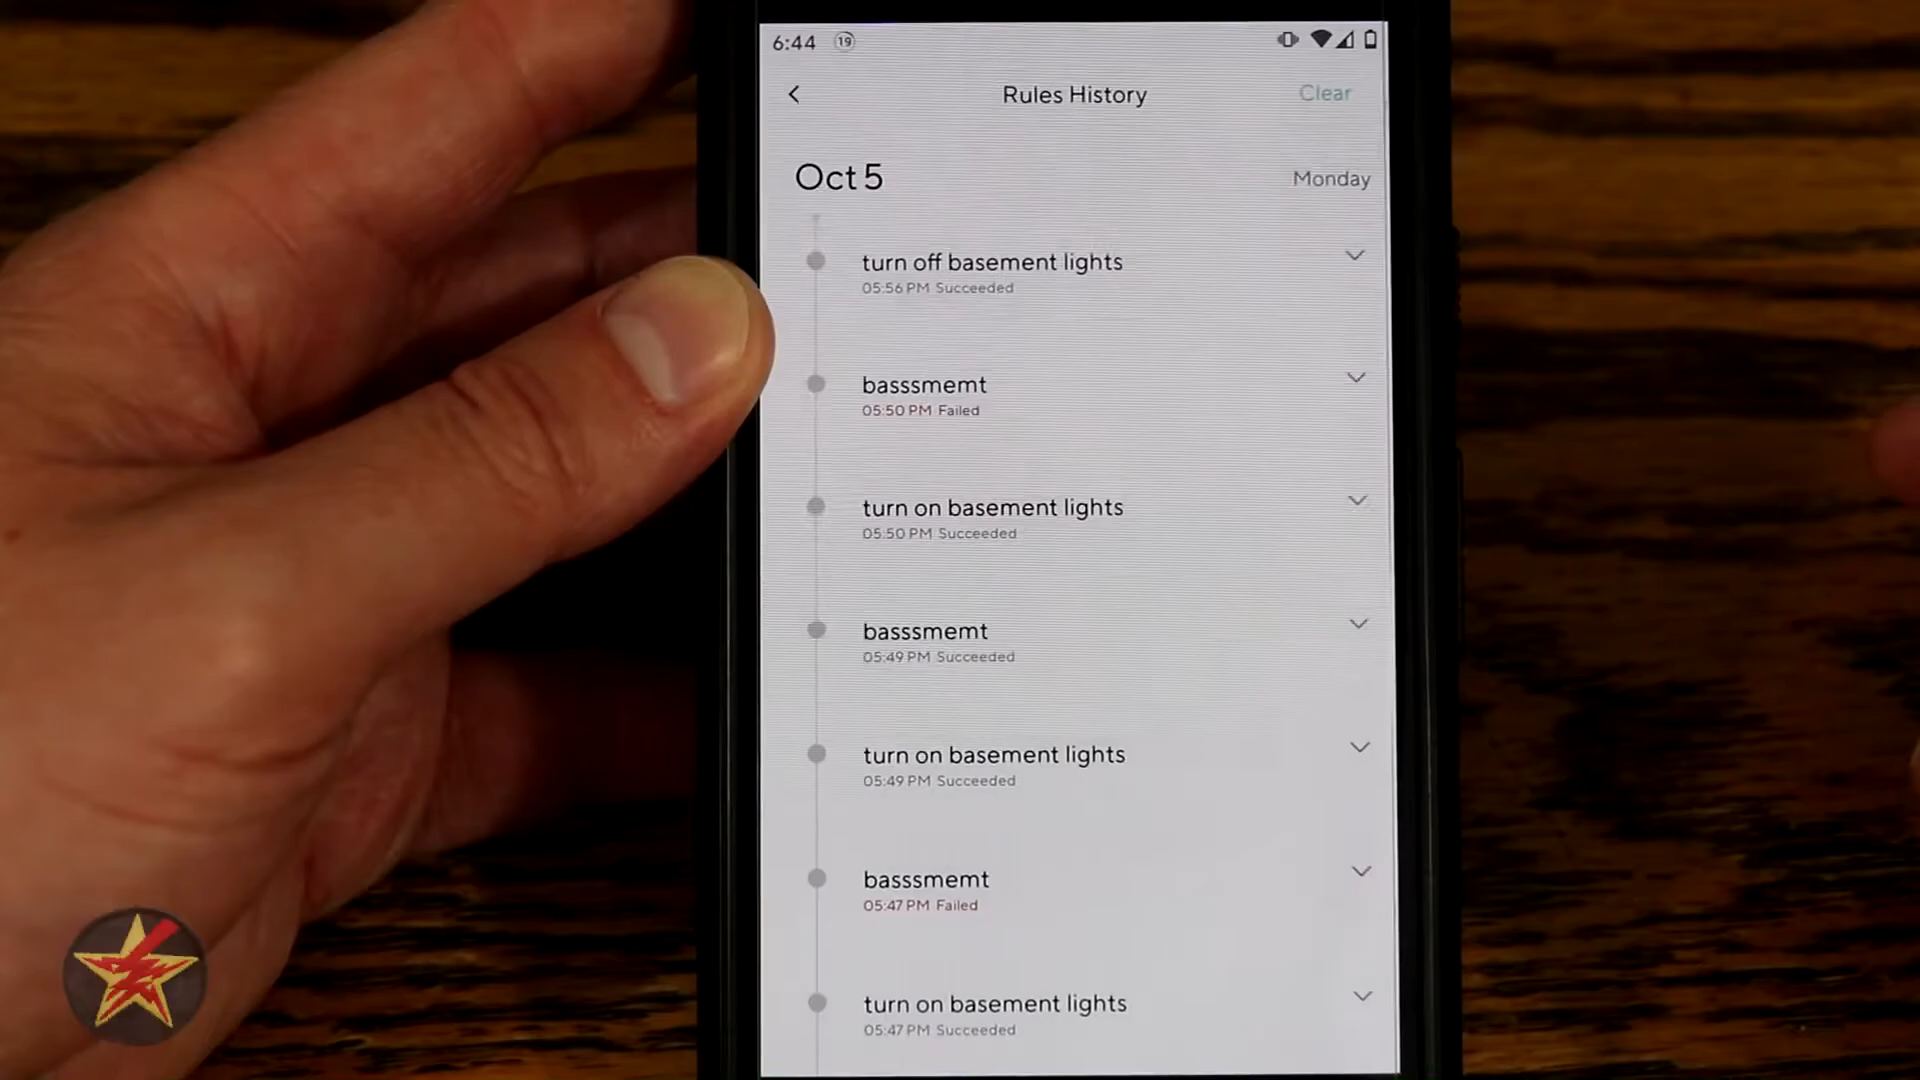 6:44 19
Rules History Clear
Oct 5 Monday
turn off basement lights
05:56 PM Succeeded
basssmemt
05:50 PM Failed
turn on basement lights
05:50 PM Succeeded
basssmemt
05:49 PM Succeeded
turn on basement lights
05:49 PM Succeeded
basssmemt
05:47 PM Failed
turn on basement lights
05:47 PM Succeeded